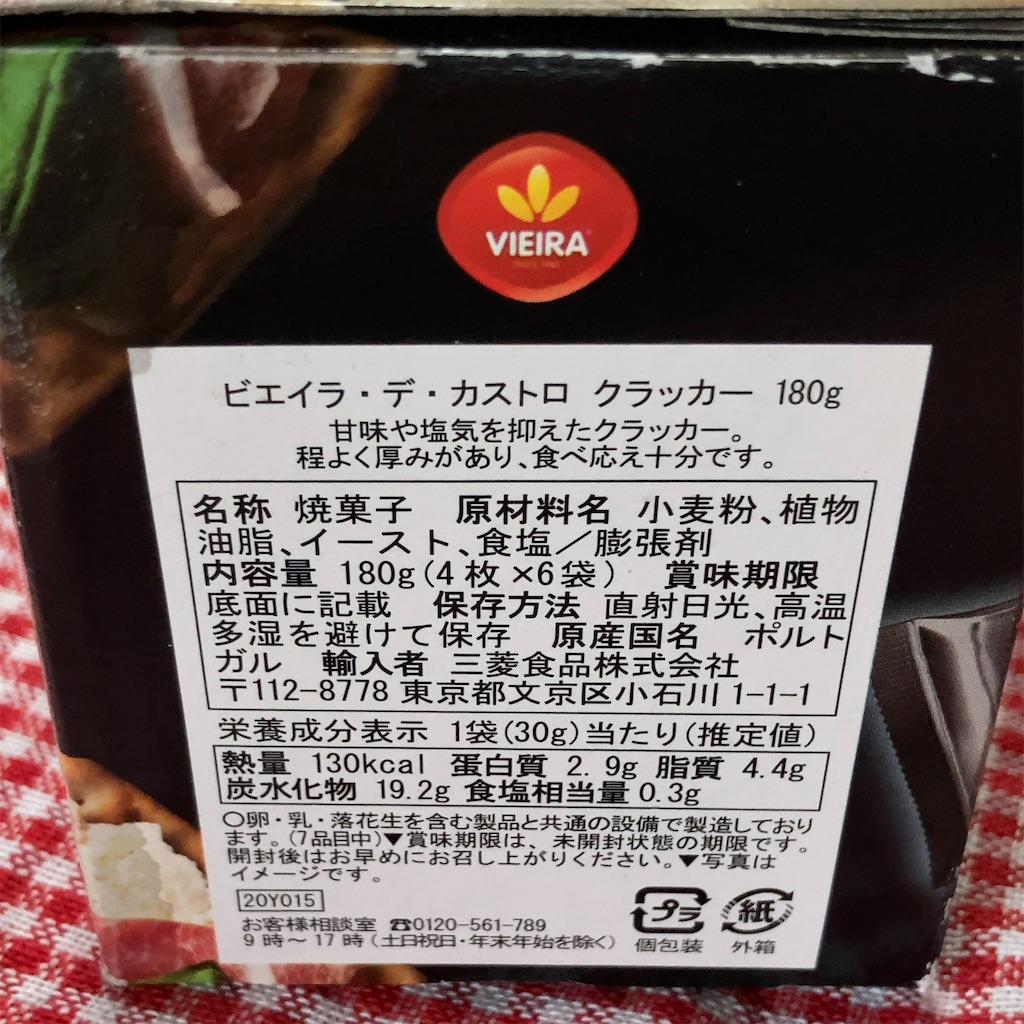 VIEIRA
ビエイラ・デ・カストロ クラッカー 180g
甘味や塩気を抑えたクラッカー。
程よく厚みがあり、食べ応え十分です。
名称 焼菓子 原材料名 小麦粉、植物
油脂、イースト、食塩／膨張剤
内容量 180g(4枚×6袋) 賞味期限
底面に記載 保存方法 直射日光、高温
多湿を避けて保存 原産国名 ポルト
ガル 輸入者 三菱食品株式会社
〒112-8778 東京都文京区小石川 1-1-1
栄養成分表示 1袋(30g)当たり(推定値)
熱量 130kcal 蛋白質 2.9g 脂質 4.4g
炭水化物 19.2g 食塩相当量 0.3g
○卵・乳・落花生を含む製品と共通の設備で製造しており
ます。(7品目中)▼賞味期限は、未開封状態の期限です。
開封後はお早めにお召し上がりください。▼写真は
イメージです。
20Y015
お客様相談室 ☎0120-561-789
9時～17時(土日祝日・年末年始を除く)
プラ 紙
個包装 外箱